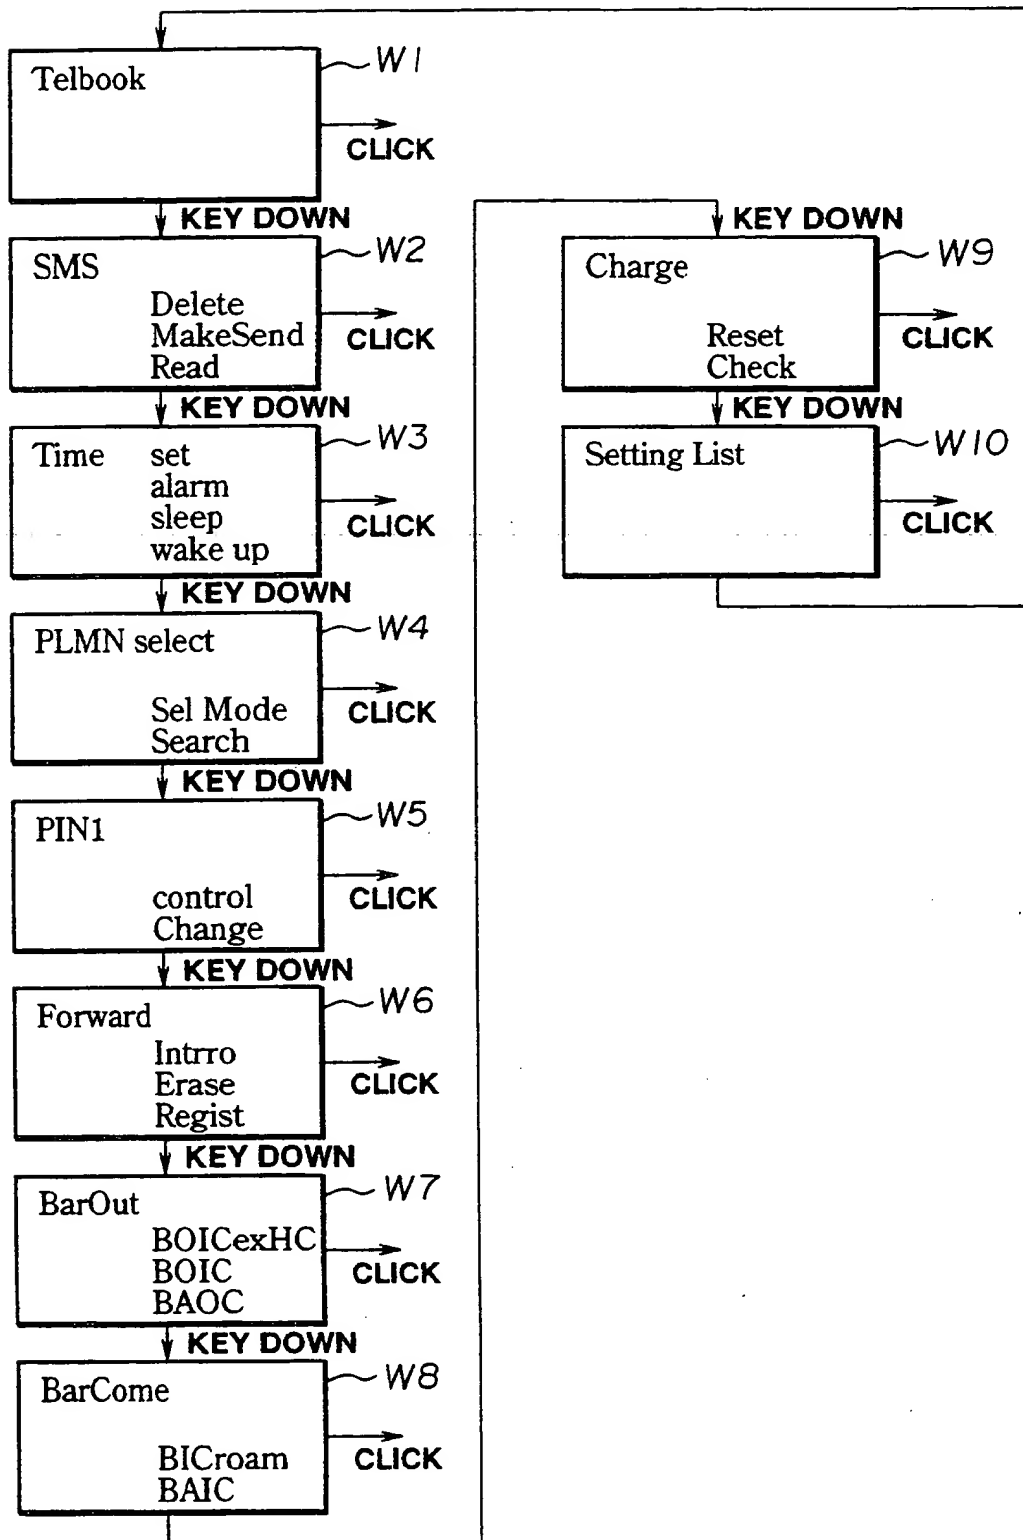 Telbook
W1
CLICK
KEY DOWN
SMS
W2
Delete
MakeSend
Read
CLICK
KEY DOWN
Time set
W3
alarm
sleep
wake up
CLICK
KEY DOWN
PLMN select
W4
Sel Mode
Search
CLICK
KEY DOWN
PIN1
W5
control
Change
CLICK
KEY DOWN
Forward
W6
Intrro
Erase
Regist
CLICK
KEY DOWN
BarOut
W7
BOICexHC
BOIC
BAOC
CLICK
KEY DOWN
BarCome
W8
BICroam
BAIC
CLICK
KEY DOWN
Charge
W9
Reset
Check
CLICK
KEY DOWN
Setting List
W10
CLICK